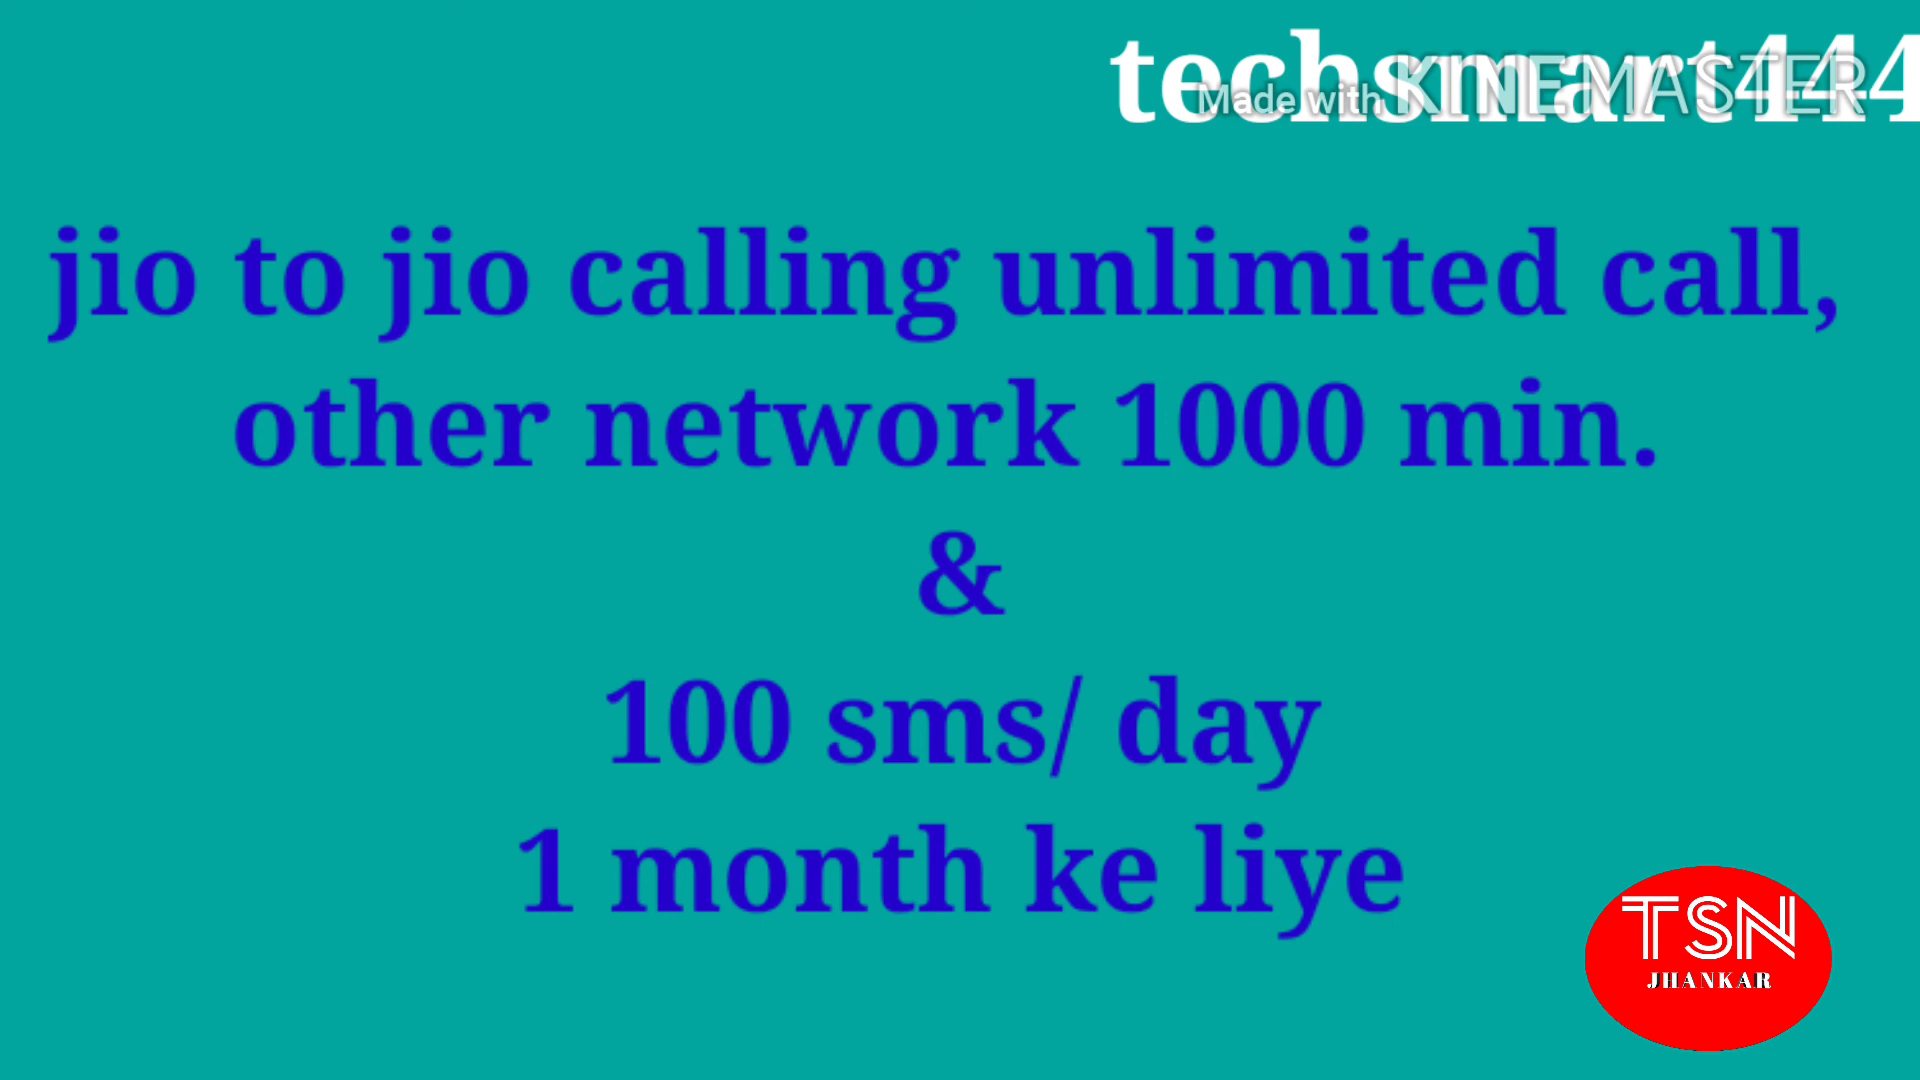 techsmart444
Made with KINEMASTER
jio to jio calling unlimited call,
other network 1000 min.
&
100 sms/ day
1 month ke liye
TSN
JHANKAR